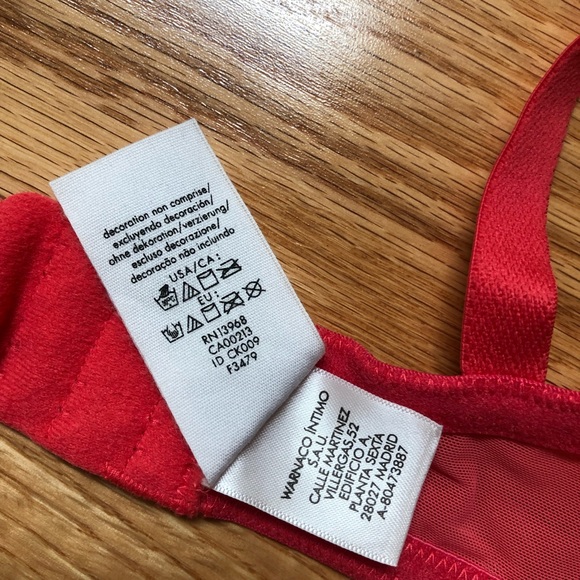 decoration non comprise/
excluyendo decoración/
ohne dekoration/verzierung/
escluso decorazione/
decoração não incluindo
USA/CA:
EU:
RN13968
CA00213
ID CK009
F3479
WARNACO ÍNTIMO
S.A.U.
CALLE MARTINEZ
VILLERGAS,52
EDIFICIO A,
PLANTA SEXTA
28027 MADRID
A-80473887